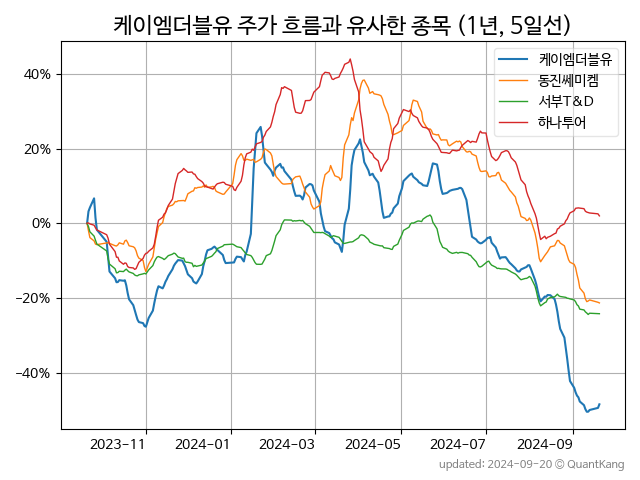 케이엠더블유 주가 흐름과 유사한 종목 (1년, 5일선)
케이엠더블유
동진쎄미켐
서부T&D
하나투어
40%
20%
0%
−20%
−40%
2023-11 2024-01 2024-03 2024-05 2024-07 2024-09
updated: 2024-09-20 © QuantKang